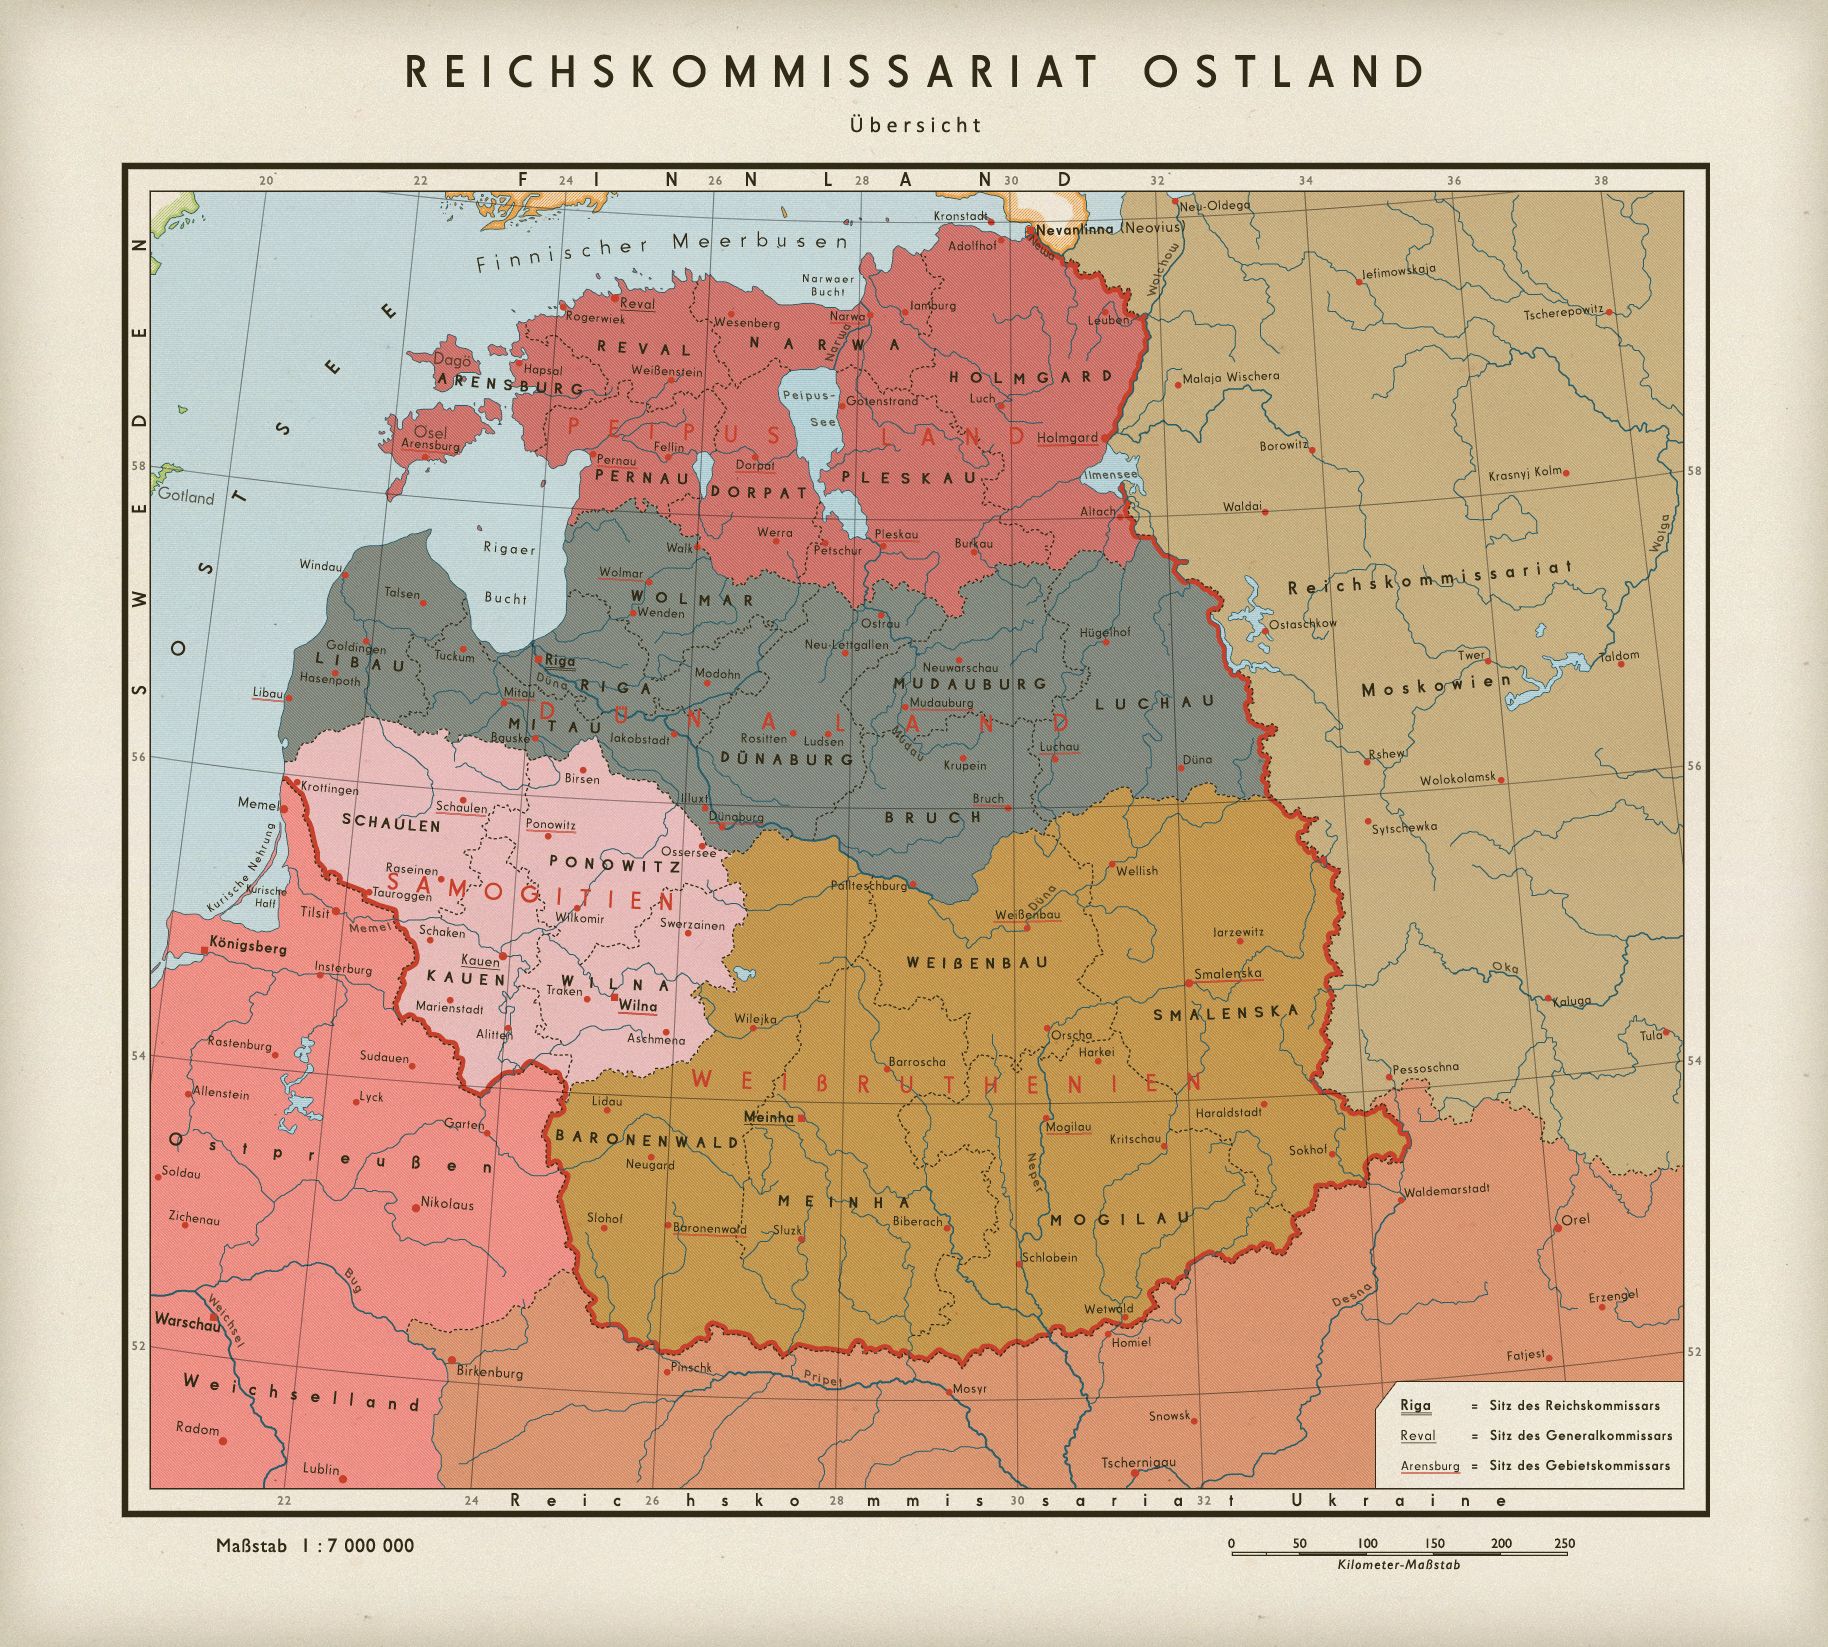 REICHSKOMMISSARIAT OSTLAND
Übersicht
20° 22 24 26 28 30 32 34 36 38
FINNLAND
SCHWEDEN
OSTSEE
Finnischer Meerbusen
Kronstadt
Nevanlinna (Neovius)
Newa
Neu-Oldega
Adolfhof
Wolchow
Jefimowskaja
Narwaer
Bucht
Reval
Rogerwiek
Wesenberg
Narwa
Jamburg
Leuben
Tscherepowitz
REVAL
NARWA
Narwa
Dagö
Hapsal
Weißenstein
HOLMGARD
Malaja Wischera
ARENSBURG
Peipus-
See
Gotenstrand
Luch
Ösel
Arensburg
PEIPUSLAND
Holmgard
Borowitz
Fellin
Pernau
Dorpat
PERNAU
DORPAT
PLESKAU
Ilmensee
Krasnyj Kolm
58
58
Gotland
Altach
Waldai
Rigaer
Bucht
Walk
Werra
Petschur
Pleskau
Burkau
Woga
Windau
Wolmar
Talsen
WOLMAR
Wenden
Ostrau
Reichskommissariat
Moskowien
Hügelhof
Ostaschkow
Goldingen
LIBAU
Hasenpoth
Tuckum
Riga
Düna
RIGA
Neu-Lettgallen
Neuwarschau
Twer
Taldom
Modohn
MUDAUBURG
Libau
Mitau
Mudauburg
LUCHAU
DÜNALAND
MITAU
Bauske
Jakobstadt
Rositten
Ludsen
Mudau
Luchau
DÜNABURG
Krupein
Düna
Rshew
56
56
Birsen
Wolokolamsk
Krottingen
Memel
Schaulen
Illuxt
Dünaburg
Bruch
BRUCH
SCHAULEN
Ponowitz
Sytschewka
Kurische Nehrung
Ossersee
PONOWITZ
Raseinen
Wellish
Kurische
Haff
SAMOGITIEN
Tauroggen
Pallteschburg
Tilsit
Memel
Wilkomir
Swerzainen
Weißenbau
Düna
Schaken
Jarzewitz
Königsberg
Kauen
Insterburg
KAUEN
WILNA
WEIßENBAU
Smalenska
Oka
Traken
Wilna
Marienstadt
SMALENSKA
Kaluga
Wilejka
Alitten
Aschmena
Orscha
Tula
Rastenburg
Sudauen
Barroscha
Harkei
54
54
Pessoschna
WEIßRUTHENIEN
Allenstein
Lyck
Lidau
Meinha
Mogilau
Haraldstadt
Garten
BARONENWALD
Kritschau
Sokhof
Ostpreußen
Neugard
Neper
Soldau
Waldemarstadt
Nikolaus
MEINHA
Zichenau
Slohof
Baronenwald
Sluzk
Biberach
MOGILAU
Orel
Schlobein
Bug
Weichsel
Warschau
Desna
Erzengel
Wetwald
52
52
Homiel
Birkenburg
Pinschk
Pripet
Mosyr
Fatjest
Weichselland
Radom
Snowsk
Lublin
Tschernigau
Riga = Sitz des Reichskommissars
Reval = Sitz des Generalkommissars
Arensburg = Sitz des Gebietskommissars
22 24 26 28 30 32
Reichskommissariat Ukraine
Maßstab 1 : 7 000 000
0 50 100 150 200 250
Kilometer-Maßstab